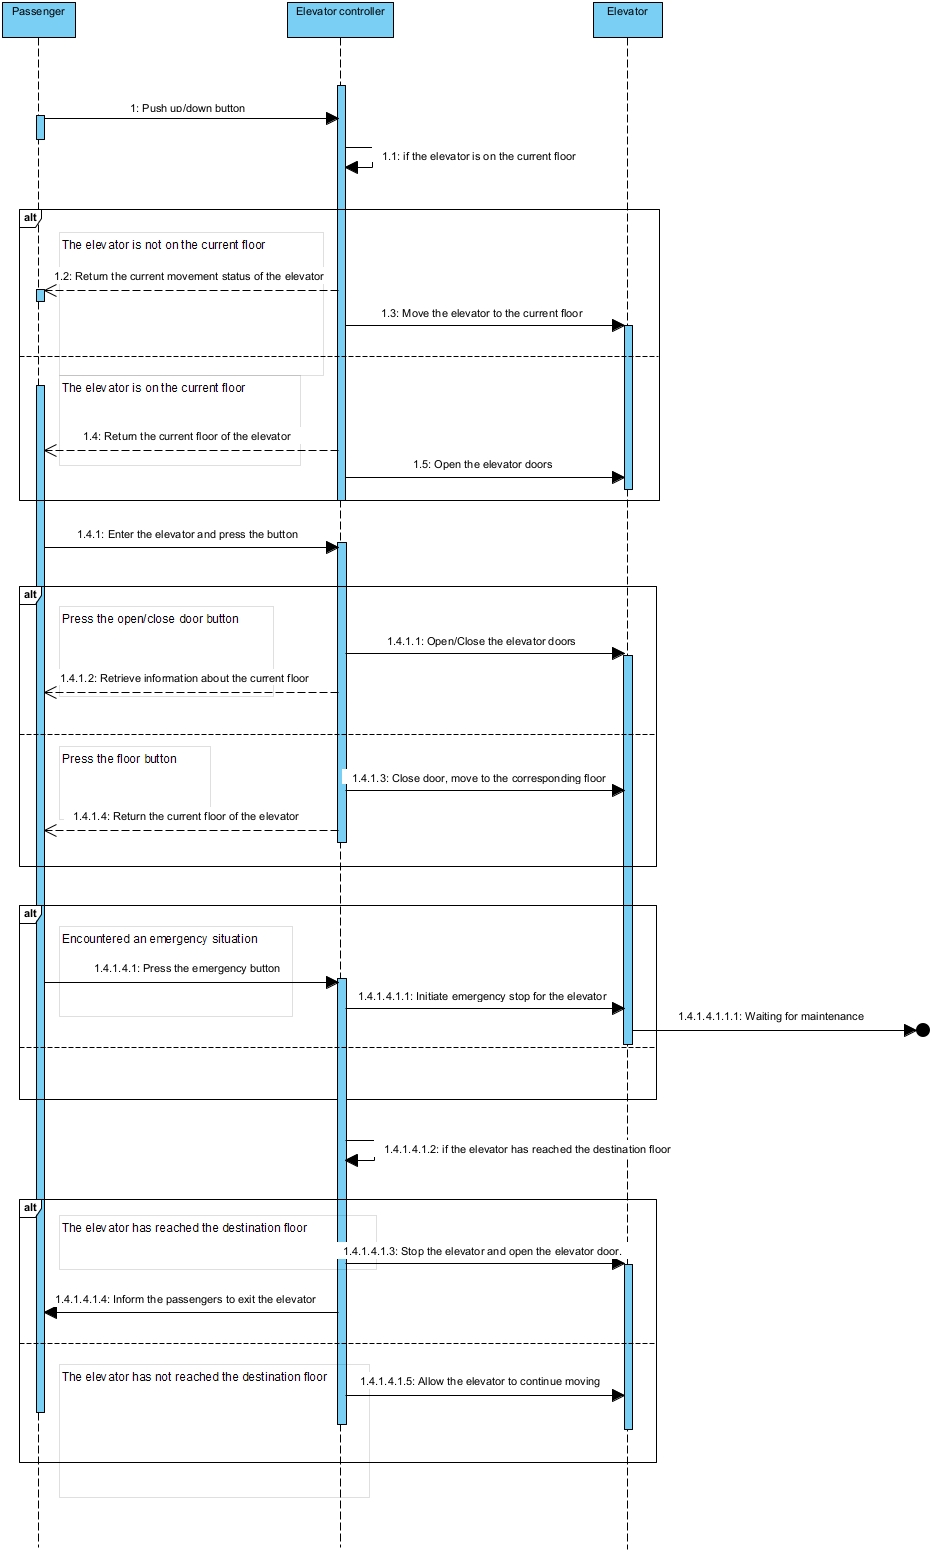 Passenger
Elevator controller
Elevator
1: Push up/down button
1.1: if the elevator is on the current floor
alt
The elevator is not on the current floor
1.2: Return the current movement status of the elevator
1.3: Move the elevator to the current floor
The elevator is on the current floor
1.4: Return the current floor of the elevator
1.5: Open the elevator doors
1.4.1: Enter the elevator and press the button
alt
Press the open/close door button
1.4.1.1: Open/Close the elevator doors
1.4.1.2: Retrieve information about the current floor
Press the floor button
1.4.1.3: Close door, move to the corresponding floor
1.4.1.4: Return the current floor of the elevator
alt
Encountered an emergency situation
1.4.1.4.1: Press the emergency button
1.4.1.4.1.1: Initiate emergency stop for the elevator
1.4.1.4.1.1.1: Waiting for maintenance
1.4.1.4.1.2: if the elevator has reached the destination floor
alt
The elevator has reached the destination floor
1.4.1.4.1.3: Stop the elevator and open the elevator door.
1.4.1.4.1.4: Inform the passengers to exit the elevator
The elevator has not reached the destination floor
1.4.1.4.1.5: Allow the elevator to continue moving